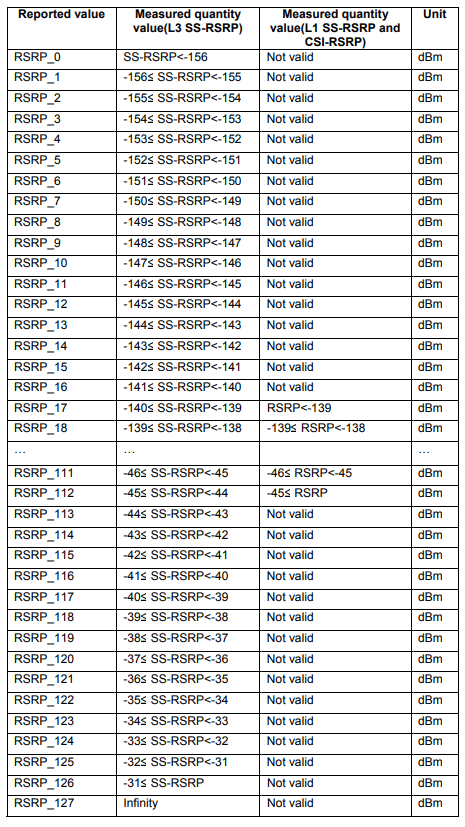 Reported value Measured quantity value(L3 SS-RSRP) Measured quantity value(L1 SS-RSRP and CSI-RSRP) Unit
RSRP_0 SS-RSRP<-156 Not valid dBm
RSRP_1 -156≤ SS-RSRP<-155 Not valid dBm
RSRP_2 -155≤ SS-RSRP<-154 Not valid dBm
RSRP_3 -154≤ SS-RSRP<-153 Not valid dBm
RSRP_4 -153≤ SS-RSRP<-152 Not valid dBm
RSRP_5 -152≤ SS-RSRP<-151 Not valid dBm
RSRP_6 -151≤ SS-RSRP<-150 Not valid dBm
RSRP_7 -150≤ SS-RSRP<-149 Not valid dBm
RSRP_8 -149≤ SS-RSRP<-148 Not valid dBm
RSRP_9 -148≤ SS-RSRP<-147 Not valid dBm
RSRP_10 -147≤ SS-RSRP<-146 Not valid dBm
RSRP_11 -146≤ SS-RSRP<-145 Not valid dBm
RSRP_12 -145≤ SS-RSRP<-144 Not valid dBm
RSRP_13 -144≤ SS-RSRP<-143 Not valid dBm
RSRP_14 -143≤ SS-RSRP<-142 Not valid dBm
RSRP_15 -142≤ SS-RSRP<-141 Not valid dBm
RSRP_16 -141≤ SS-RSRP<-140 Not valid dBm
RSRP_17 -140≤ SS-RSRP<-139 RSRP<-139 dBm
RSRP_18 -139≤ SS-RSRP<-138 -139≤ RSRP<-138 dBm
… … …
RSRP_111 -46≤ SS-RSRP<-45 -46≤ RSRP<-45 dBm
RSRP_112 -45≤ SS-RSRP<-44 -45≤ RSRP dBm
RSRP_113 -44≤ SS-RSRP<-43 Not valid dBm
RSRP_114 -43≤ SS-RSRP<-42 Not valid dBm
RSRP_115 -42≤ SS-RSRP<-41 Not valid dBm
RSRP_116 -41≤ SS-RSRP<-40 Not valid dBm
RSRP_117 -40≤ SS-RSRP<-39 Not valid dBm
RSRP_118 -39≤ SS-RSRP<-38 Not valid dBm
RSRP_119 -38≤ SS-RSRP<-37 Not valid dBm
RSRP_120 -37≤ SS-RSRP<-36 Not valid dBm
RSRP_121 -36≤ SS-RSRP<-35 Not valid dBm
RSRP_122 -35≤ SS-RSRP<-34 Not valid dBm
RSRP_123 -34≤ SS-RSRP<-33 Not valid dBm
RSRP_124 -33≤ SS-RSRP<-32 Not valid dBm
RSRP_125 -32≤ SS-RSRP<-31 Not valid dBm
RSRP_126 -31≤ SS-RSRP Not valid dBm
RSRP_127 Infinity Not valid dBm